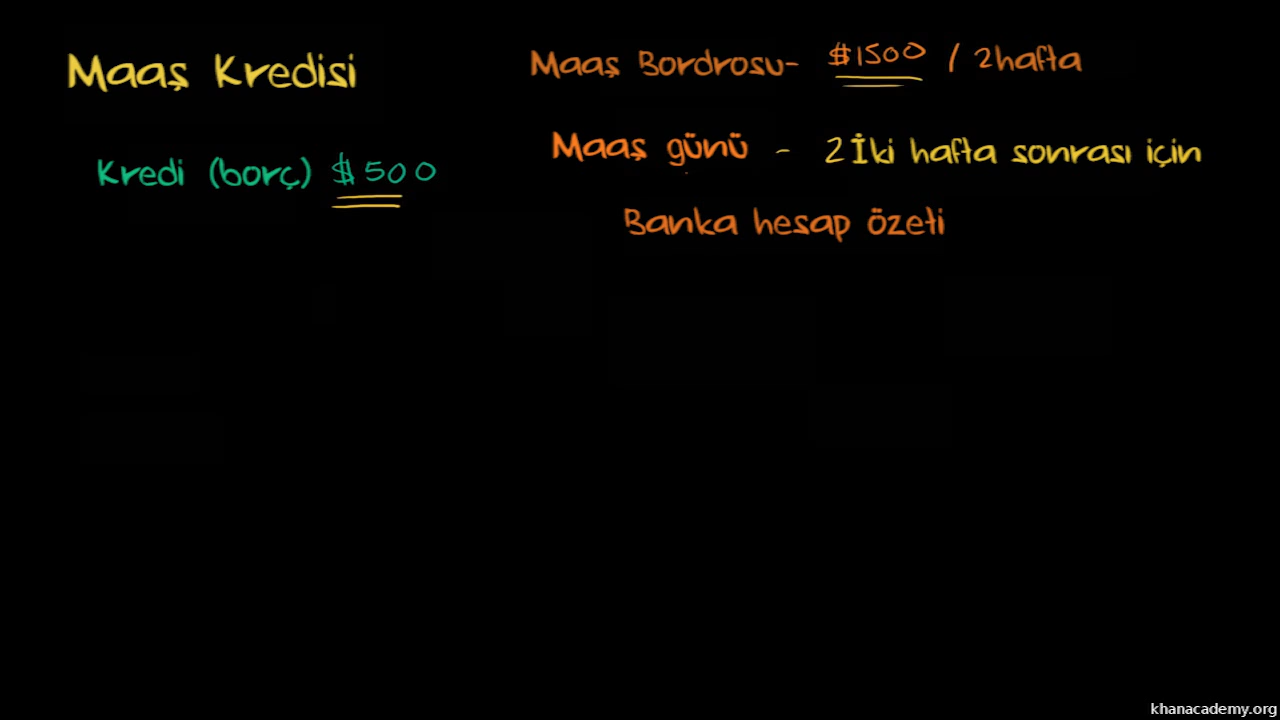 Maaş Kredisi
Kredi (borç) $500
Maaş Bordrosu- $1500 / 2hafta
Maaş günü - 2İki hafta sonrası için
Banka hesap özeti
khanacademy.org